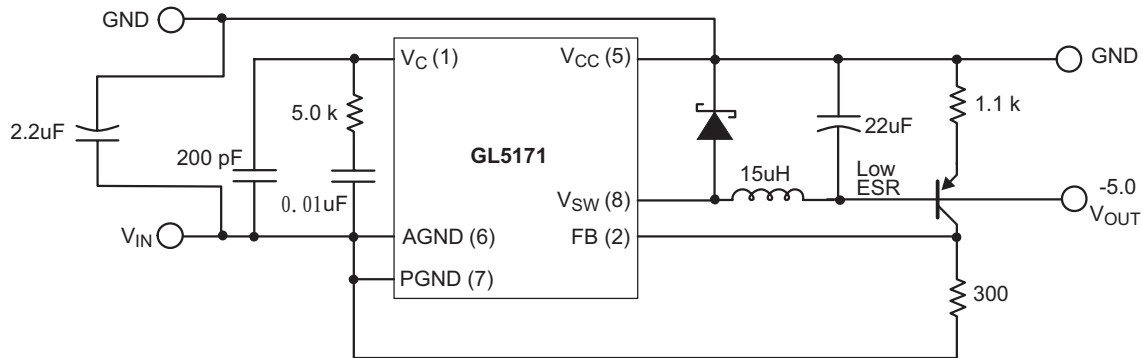 GND
V_C (1)
V_CC (5)
GND
5.0 k
1.1 k
2.2uF
22uF
GL5171
200 pF
15uH
Low
ESR
-5.0
0.01uF
V_SW (8)
V_OUT
V_IN
AGND (6)
FB (2)
PGND (7)
300